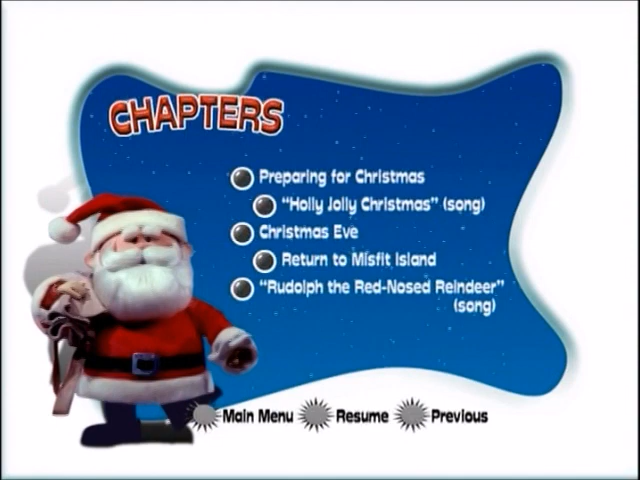 CHAPTERS
Preparing for Christmas
“Holly Jolly Christmas” (song)
Christmas Eve
Return to Misfit Island
“Rudolph the Red-Nosed Reindeer”
(song)
Main Menu Resume Previous